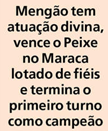 Mengão tem
atuação divina,
vence o Peixe
no Maraca
lotado de fiéis
e termina o
primeiro turno
como campeão